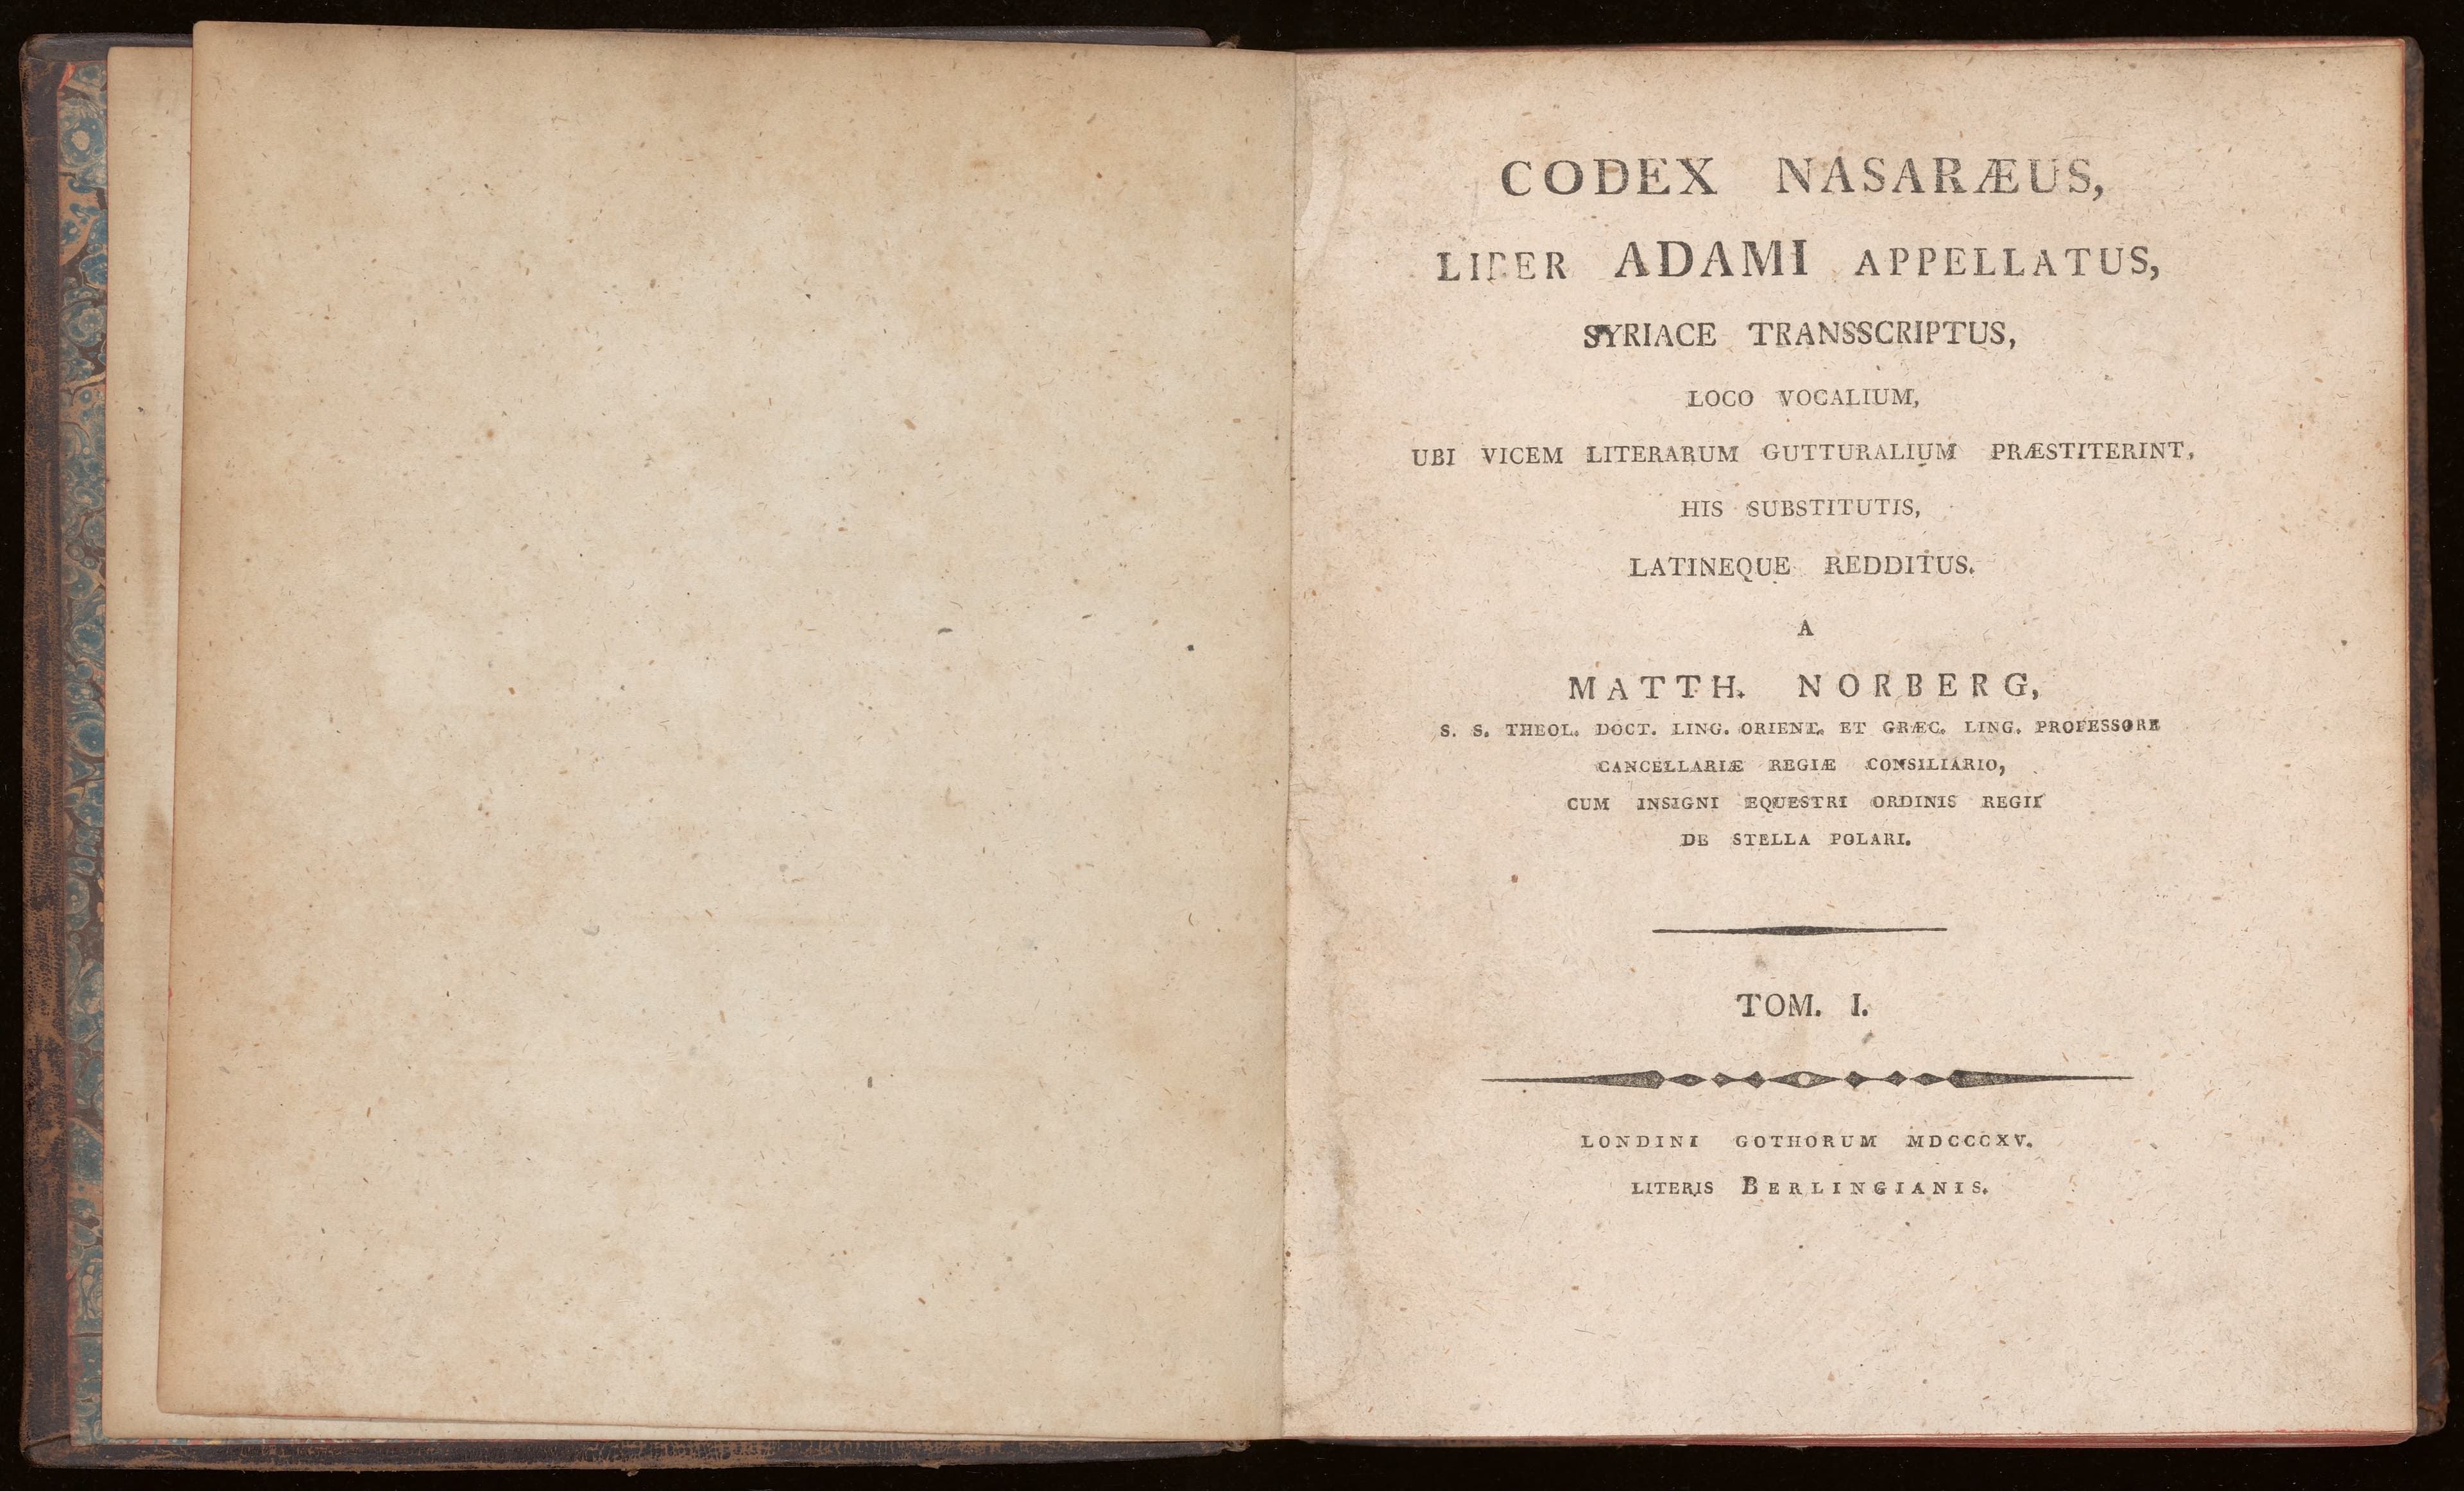 CODEX NASARÆUS,
LIBER ADAMI APPELLATUS,
SYRIACE TRANSSCRIPTUS,
LOCO VOCALIUM,
UBI VICEM LITERARUM GUTTURALIUM PRÆSTITERINT,
HIS SUBSTITUTIS,
LATINEQUE REDDITUS.
A
MATTH. NORBERG,
S. S. THEOL. DOCT. LING. ORIENT. ET GRÆC. LING. PROFESSORE
CANCELLARIÆ REGIÆ CONSILIARIO,
CUM INSIGNI EQUESTRI ORDINIS REGII
DE STELLA POLARI.
TOM. I.
LONDINI GOTHORUM MDCCCXV.
LITERIS BERLINGIANIS.